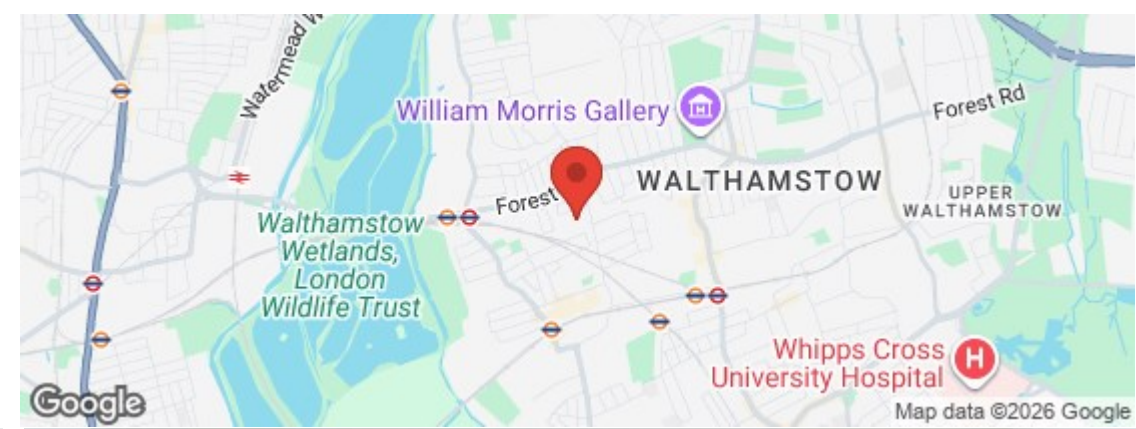 Watermead W
William Morris Gallery
Forest Rd
WALTHAMSTOW
Forest
UPPER
WALTHAMSTOW
Walthamstow
Wetlands,
London
Wildlife Trust
Whipps Cross
University Hospital
H
Google
Map data ©2026 Google